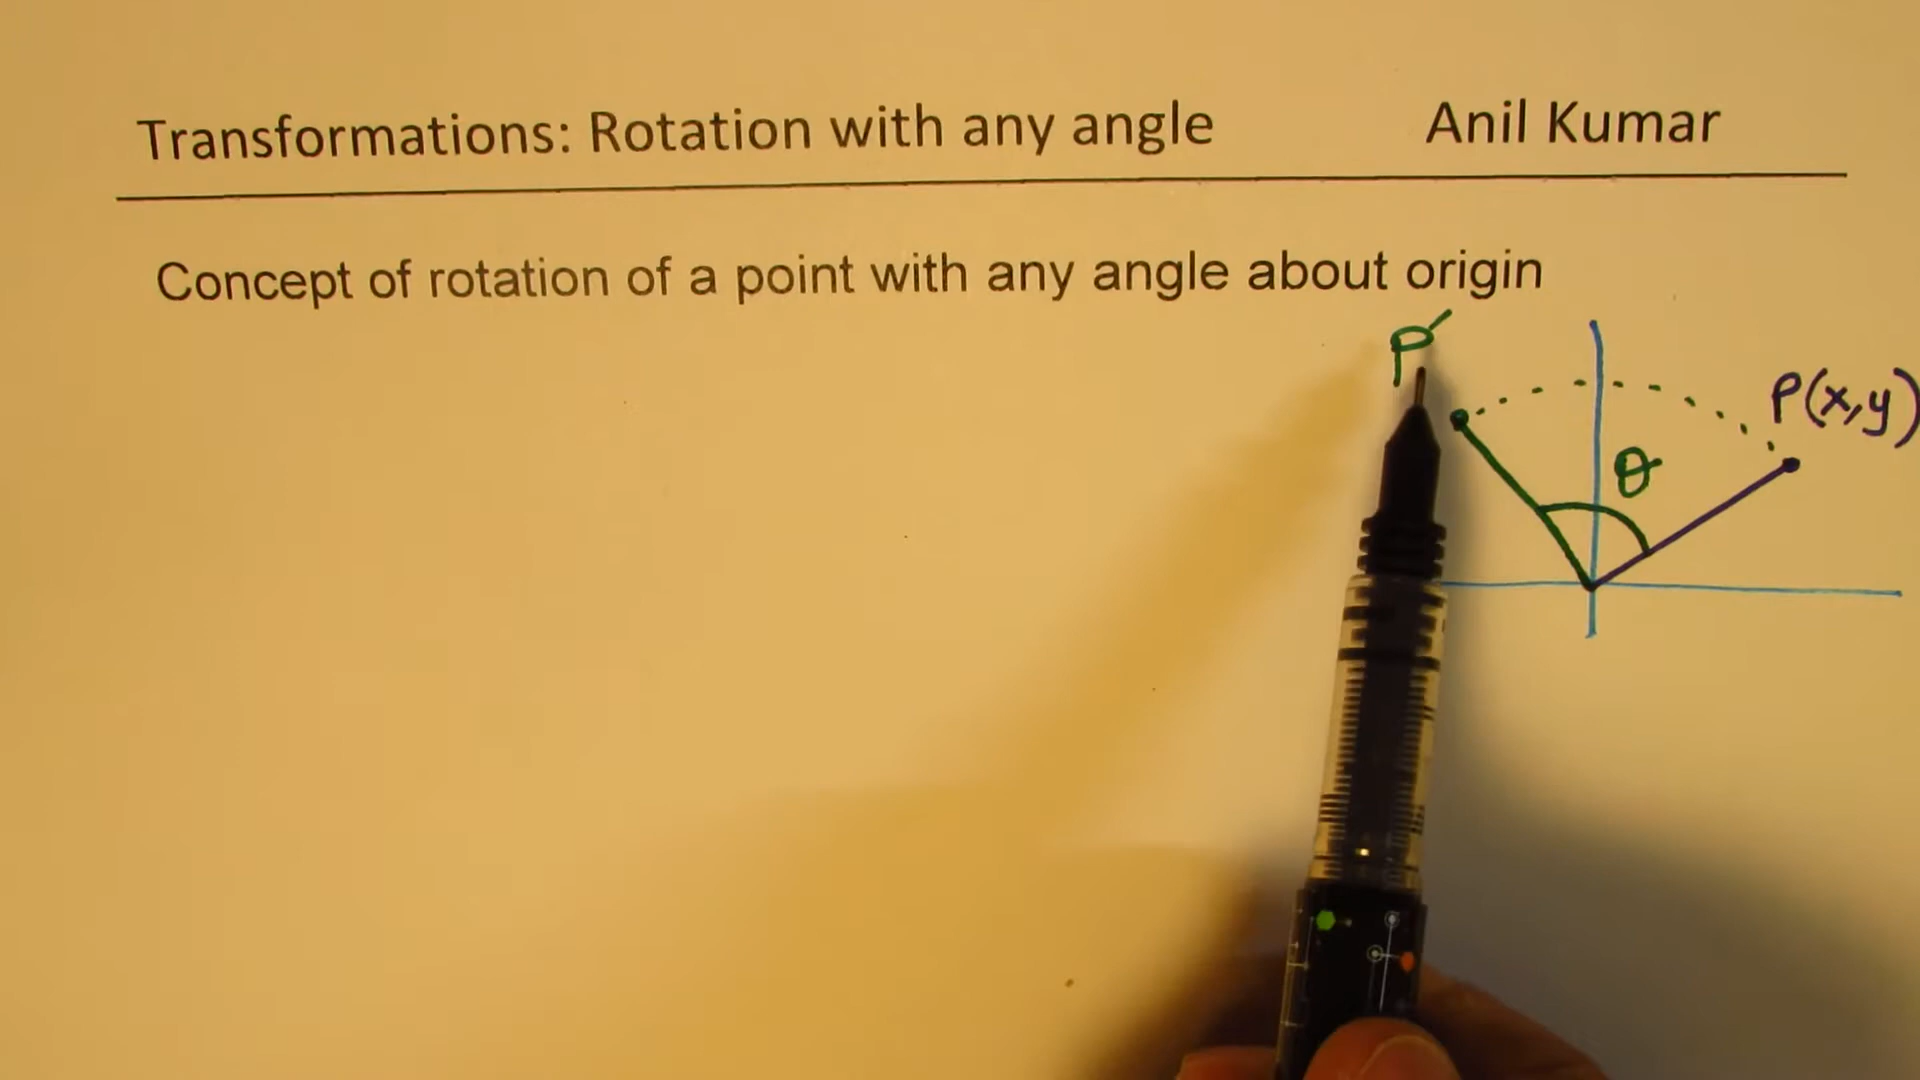 Transformations: Rotation with any angle
Anil Kumar
Concept of rotation of a point with any angle about origin
P′
P(x,y)
θ